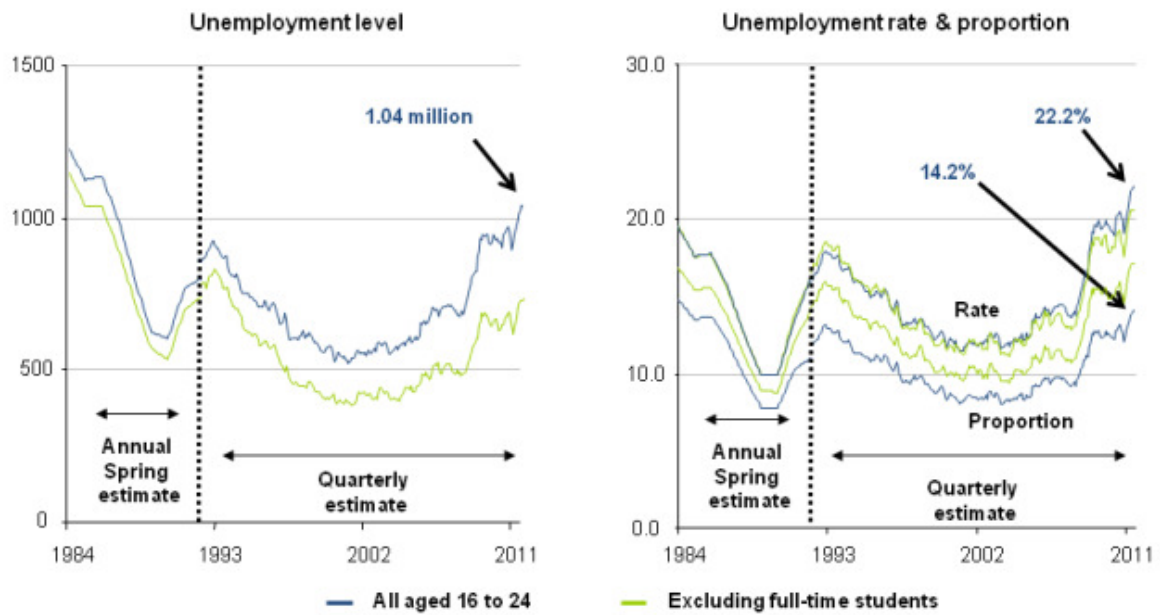 Unemployment level
1500
1000
500
0
1984
1993
2002
2011
1.04 million
Annual
Spring
estimate
Quarterly
estimate
Unemployment rate & proportion
30.0
20.0
10.0
0.0
1984
1993
2002
2011
22.2%
14.2%
Rate
Proportion
Annual
Spring
estimate
Quarterly
estimate
All aged 16 to 24
Excluding full-time students